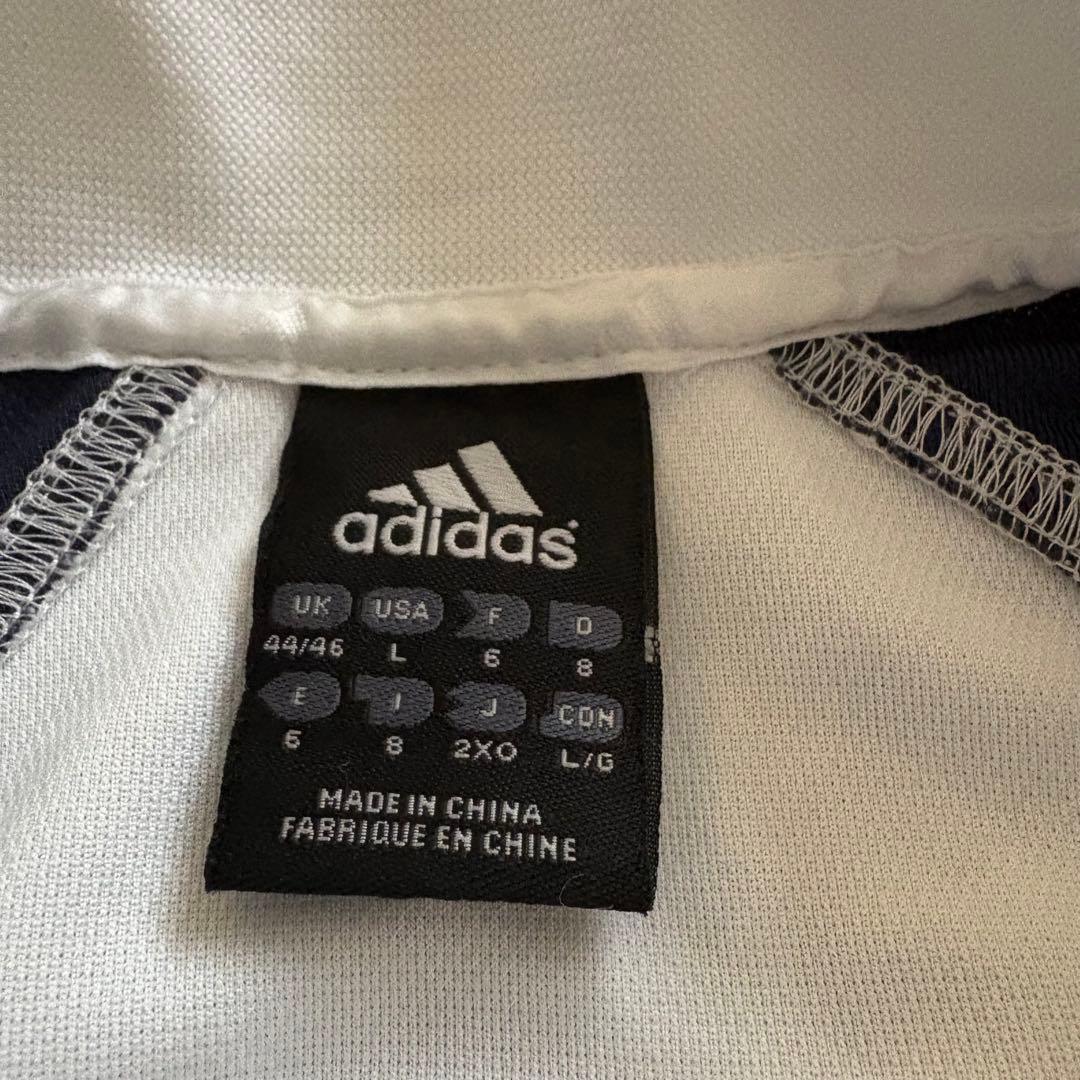 adidas
UK USA F D
44/46 L 6 8
E I J CDN
6 8 2XO L/G
MADE IN CHINA
FABRIQUE EN CHINE